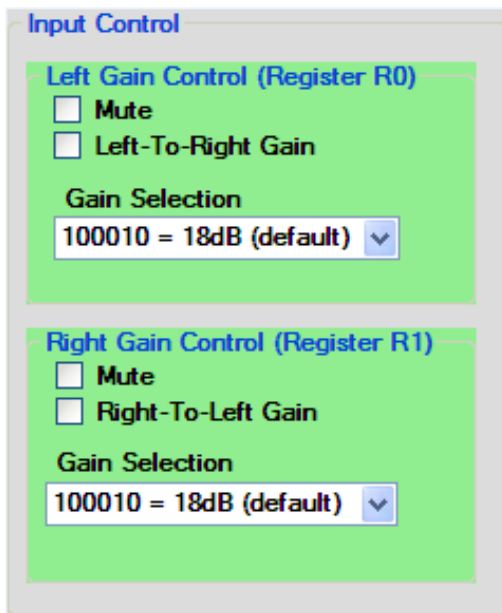 Input Control
Left Gain Control (Register R0)
Mute
Left-To-Right Gain
Gain Selection
100010 = 18dB (default)
Right Gain Control (Register R1)
Mute
Right-To-Left Gain
Gain Selection
100010 = 18dB (default)